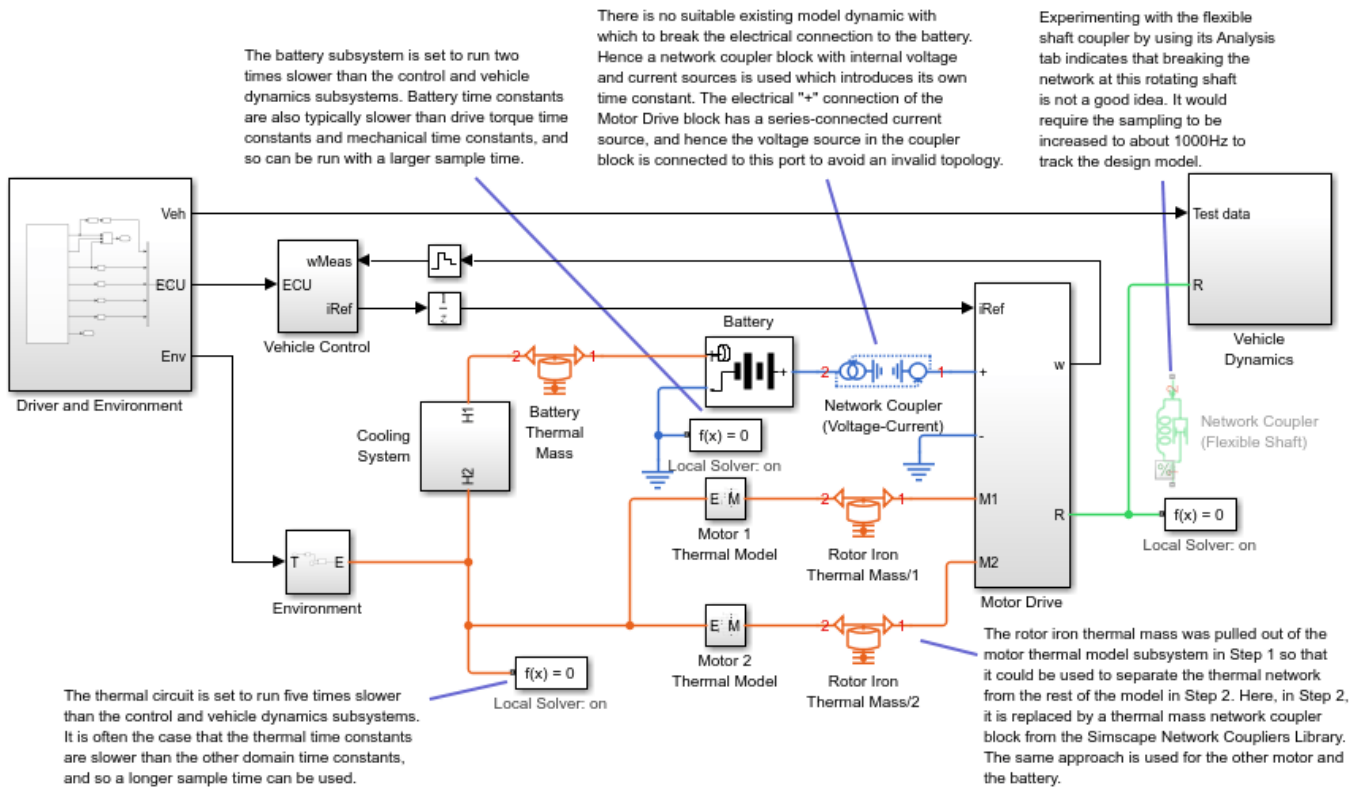 There is no suitable existing model dynamic with
which to break the electrical connection to the battery.
Hence a network coupler block with internal voltage
and current sources is used which introduces its own
time constant. The electrical "+" connection of the
Motor Drive block has a series-connected current
source, and hence the voltage source in the coupler
block is connected to this port to avoid an invalid topology.
Experimenting with the flexible
shaft coupler by using its Analysis
tab indicates that breaking the
network at this rotating shaft
is not a good idea. It would
require the sampling to be
increased to about 1000Hz to
track the design model.
The battery subsystem is set to run two
times slower than the control and vehicle
dynamics subsystems. Battery time constants
are also typically slower than drive torque time
constants and mechanical time constants, and
so can be run with a larger sample time.
Veh
ECU
Env
Driver and Environment
wMeas
ECU
iRef
Vehicle Control
1
z
Test data
R
Vehicle
Dynamics
iRef
w
+
-
M1
M2
R
Motor Drive
Battery
H
+
-
2
1
Battery
Thermal
Mass
2
1
Network Coupler
(Voltage-Current)
2
Network Coupler
(Flexible Shaft)
Cooling
System
H1
H2
f(x) = 0
Local Solver: on
f(x) = 0
Local Solver: on
E M
Motor 1
Thermal Model
2
1
Rotor Iron
Thermal Mass/1
T E
Environment
E M
Motor 2
Thermal Model
2
1
Rotor Iron
Thermal Mass/2
f(x) = 0
Local Solver: on
The thermal circuit is set to run five times slower
than the control and vehicle dynamics subsystems.
It is often the case that the thermal time constants
are slower than the other domain time constants,
and so a longer sample time can be used.
The rotor iron thermal mass was pulled out of the
motor thermal model subsystem in Step 1 so that
it could be used to separate the thermal network
from the rest of the model in Step 2. Here, in Step 2,
it is replaced by a thermal mass network coupler
block from the Simscape Network Coupliers Library.
The same approach is used for the other motor and
the battery.